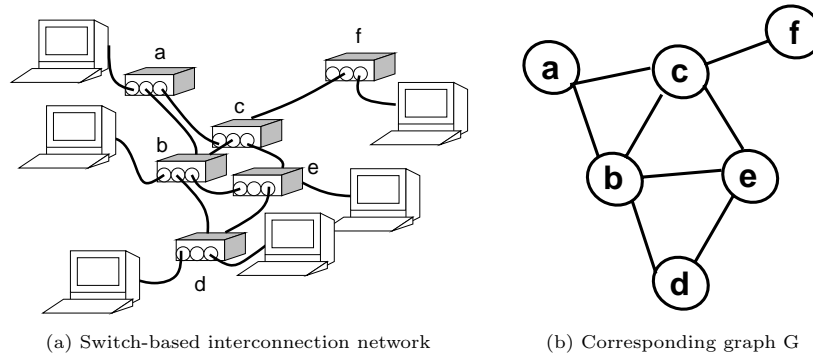 a
f
c
b
e
d
(a) Switch-based interconnection network
f
a
c
b
e
d
(b) Corresponding graph G